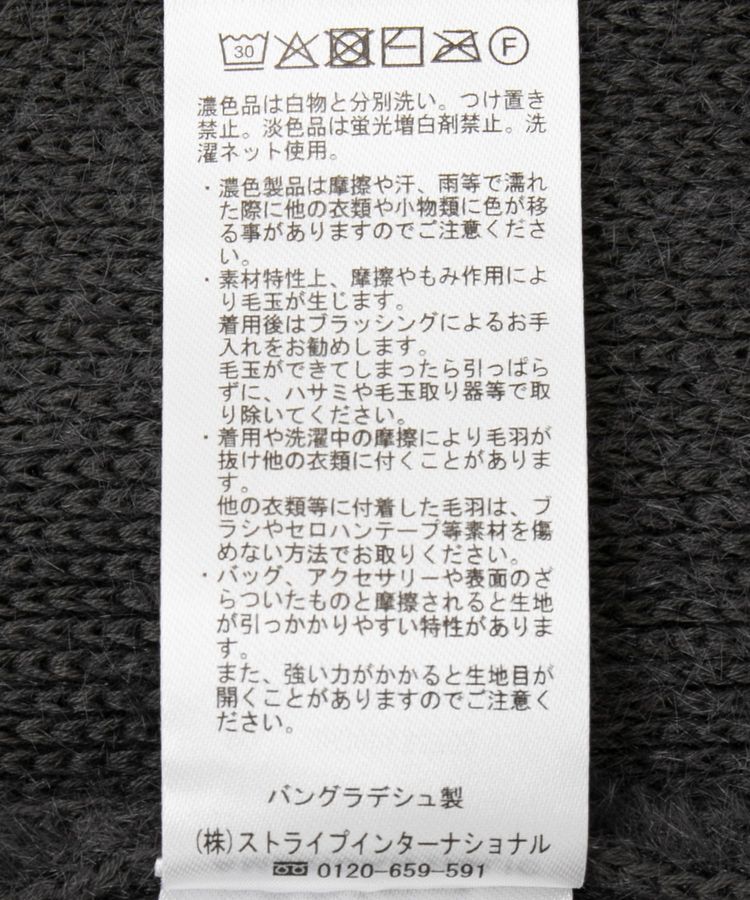 30 F
濃色品は白物と分別洗い。つけ置き
禁止。淡色品は蛍光増白剤禁止。洗
濯ネット使用。
・濃色製品は摩擦や汗、雨等で濡れ
た際に他の衣類や小物類に色が移
る事がありますのでご注意くださ
い。
・素材特性上、摩擦やもみ作用によ
り毛玉が生じます。
着用後はブラッシングによるお手
入れをお勧めします。
毛玉ができてしまったら引っぱら
ずに、ハサミや毛玉取り器等で取
り除いてください。
・着用や洗濯中の摩擦により毛羽が
抜け他の衣類に付くことがありま
す。
他の衣類等に付着した毛羽は、ブ
ラシやセロハンテープ等素材を傷
めない方法でお取りください。
・バッグ、アクセサリーや表面のざ
らついたものと摩擦されると生地
が引っかかりやすい特性がありま
す。
また、強い力がかかると生地目が
開くことがありますのでご注意く
ださい。
バングラデシュ製
(株)ストライプインターナショナル
0120-659-591